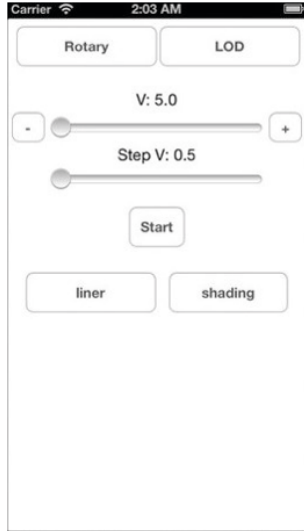 Carrier 2:03 AM
Rotary LOD
V: 5.0
- +
Step V: 0.5
Start
liner shading